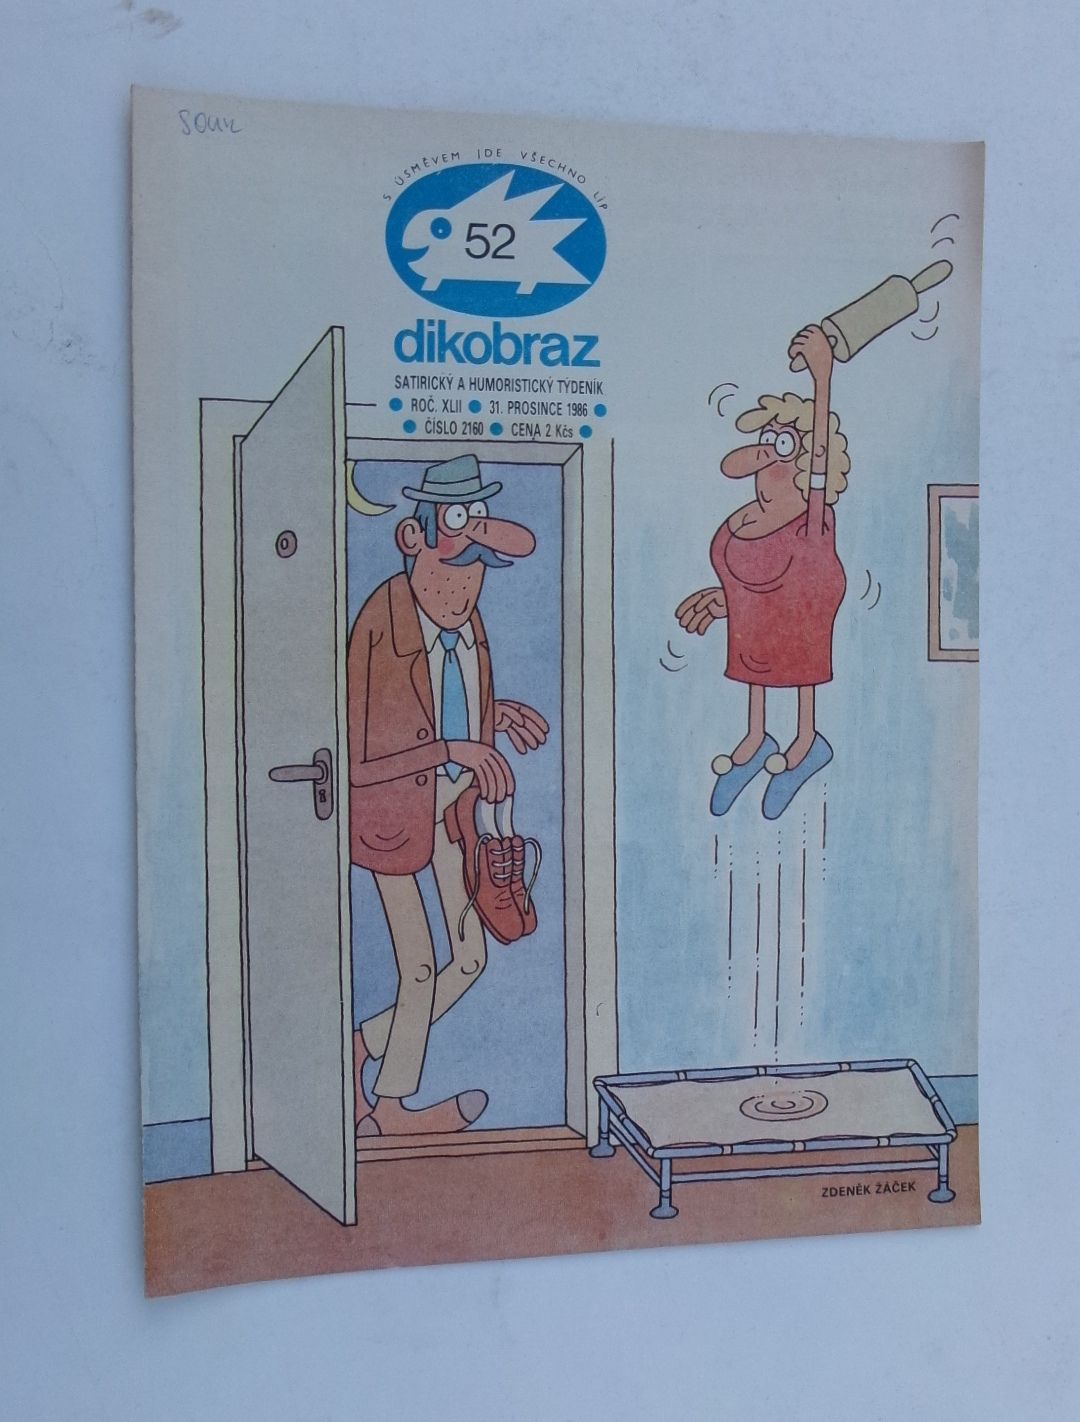 S ÚSMĚVEM JDE VŠECHNO LÍP
52
dikobraz
SATIRICKÝ A HUMORISTICKÝ TÝDENÍK
ROČ. XLII ● 31. PROSINCE 1986
ČÍSLO 2160 ● CENA 2 Kčs
ZDENĚK ŽÁČEK